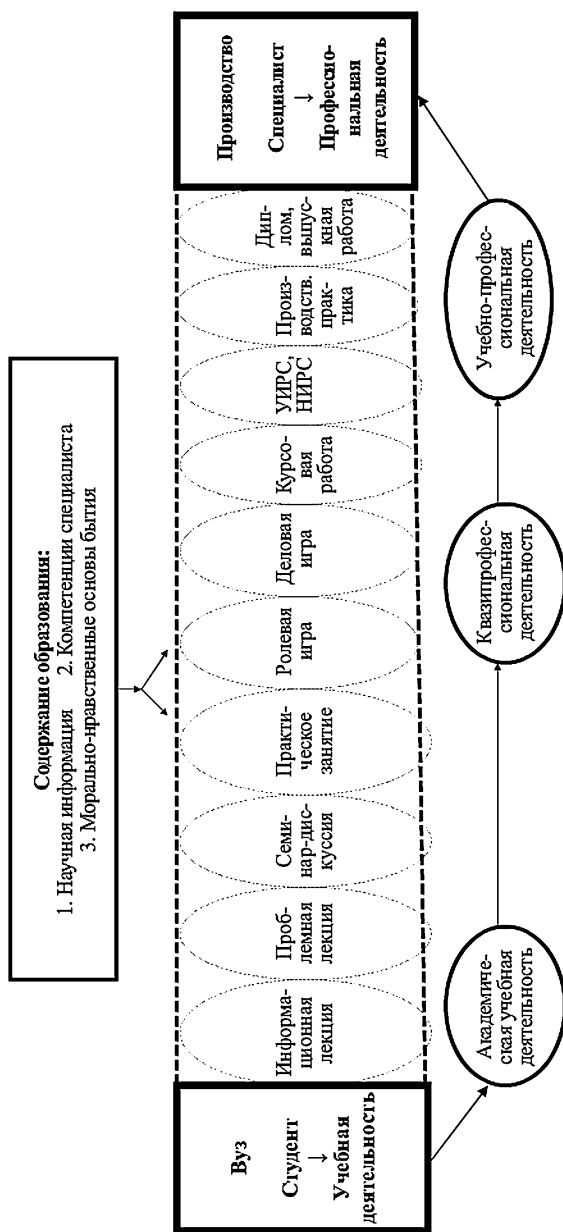 Содержание образования:
1. Научная информация 2. Компетенции специалиста
3. Морально-нравственные основы бытия
Вуз
Студент
↓
Учебная
деятельность
Информа-
ционная
лекция
Проб-
лемная
лекция
Семи-
нар-дис-
куссия
Практи-
ческое
занятие
Ролевая
игра
Деловая
игра
Курсо-
вая
работа
УИРС,
НИРС
Произ-
водств.
прак-
тика
Дип-
лом,
выпус-
кная
работа
Производство
Специалист
↓
Профессио-
нальная
деятельность
Академиче-
ская учебная
деятельность
Квазипрофес-
сиональная
деятельность
Учебно-профес-
сиональная
деятельность